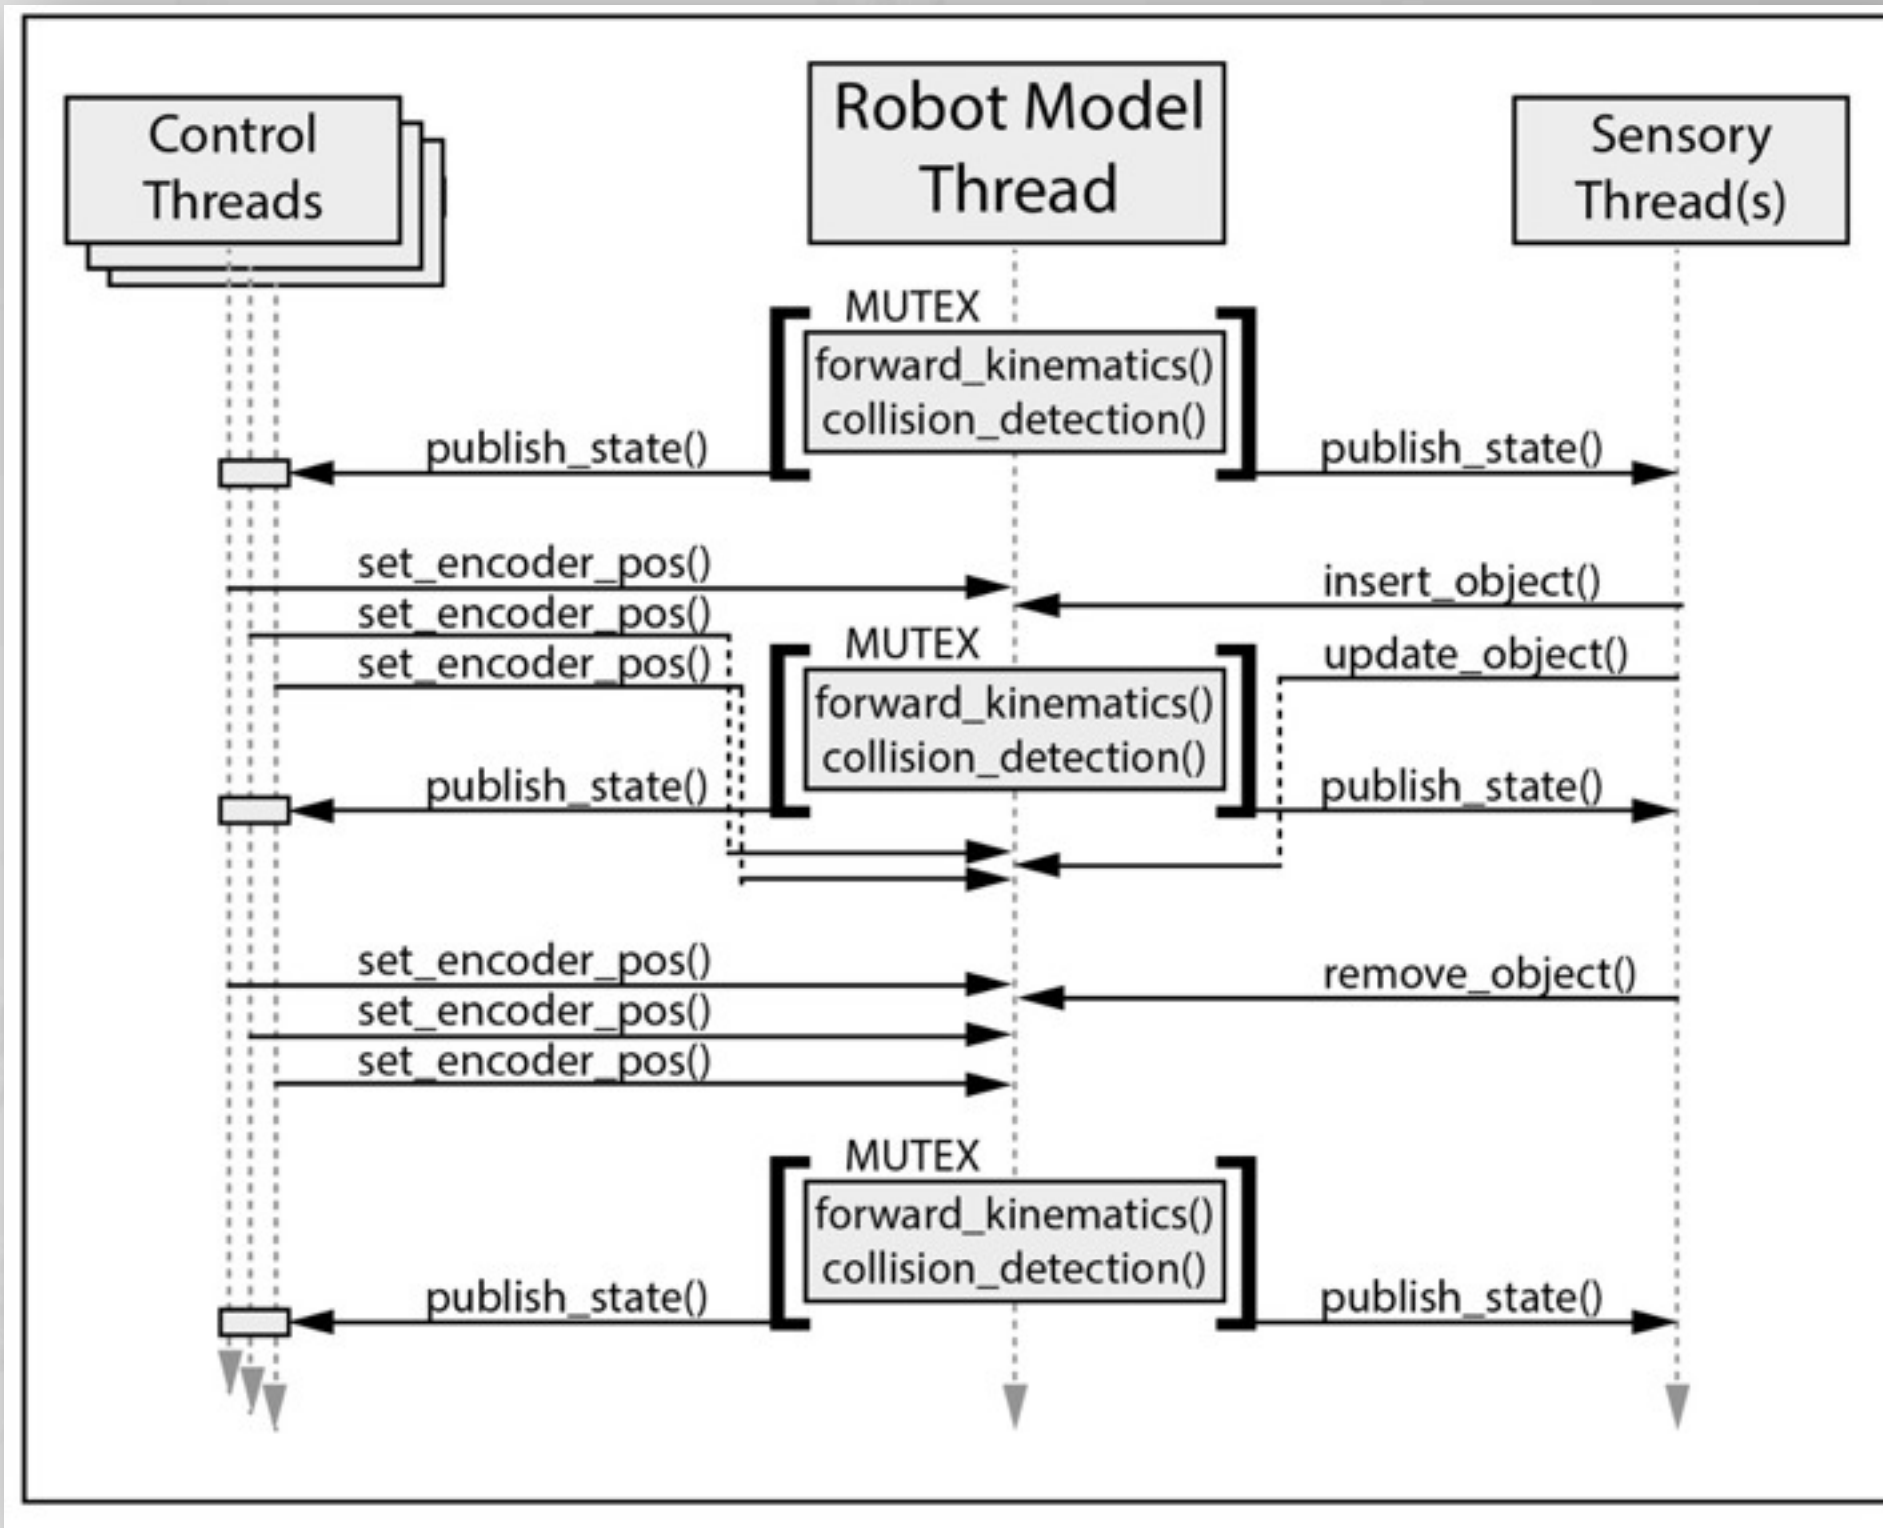 Control
Threads
Robot Model
Thread
Sensory
Thread(s)
MUTEX
forward_kinematics()
collision_detection()
publish_state()
publish_state()
set_encoder_pos()
insert_object()
set_encoder_pos()
MUTEX
update_object()
set_encoder_pos()
forward_kinematics()
collision_detection()
publish_state()
publish_state()
set_encoder_pos()
remove_object()
set_encoder_pos()
set_encoder_pos()
MUTEX
forward_kinematics()
collision_detection()
publish_state()
publish_state()